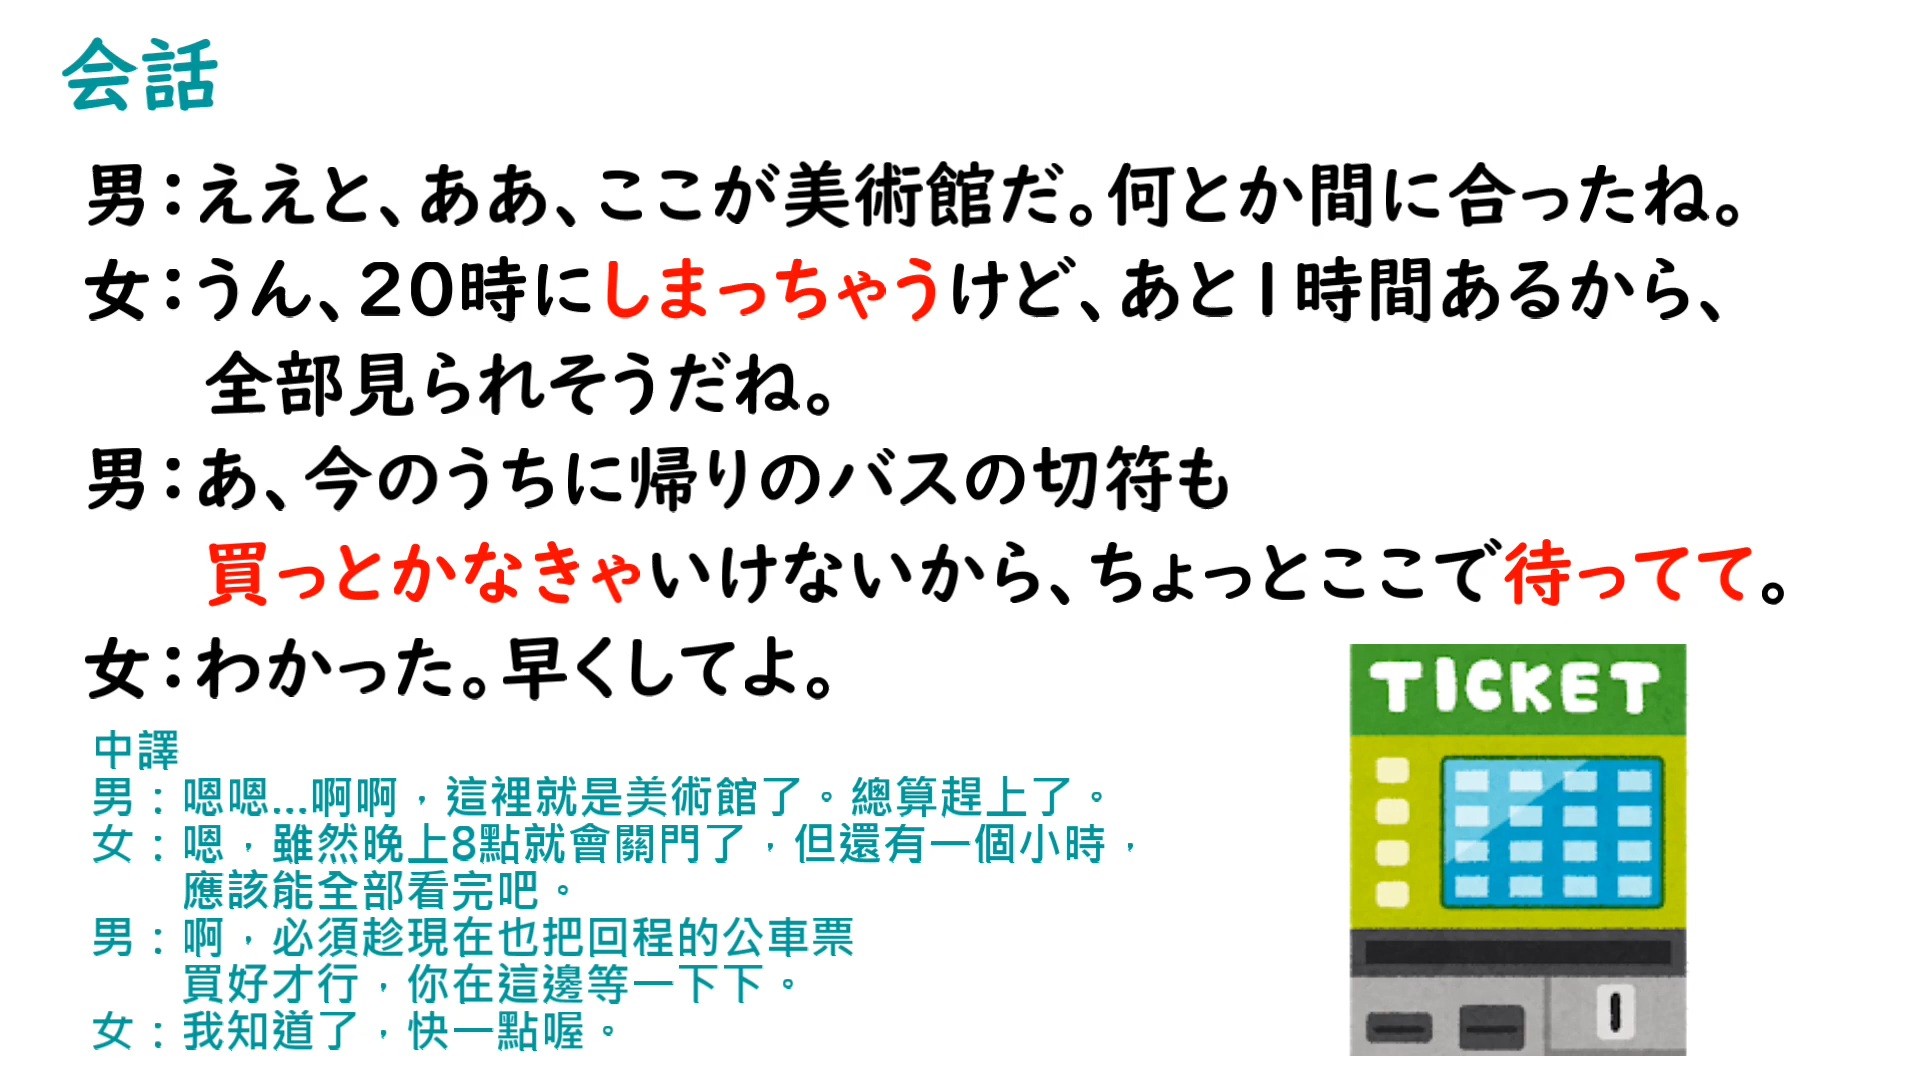 会話
男：ええと、ああ、ここが美術館だ。何とか間に合ったね。
女：うん、20時にしまっちゃうけど、あと1時間あるから、
全部見られそうだね。
男：あ、今のうちに帰りのバスの切符も
買っとかなきゃいけないから、ちょっとここで待ってて。
女：わかった。早くしてよ。
TICKET
中譯
男：嗯嗯...啊啊，這裡就是美術館了。總算趕上了。
女：嗯，雖然晚上8點就會關門了，但還有一個小時，
應該能全部看完吧。
男：啊，必須趁現在也把回程的公車票
買好才行，你在這邊等一下下。
女：我知道了，快一點喔。